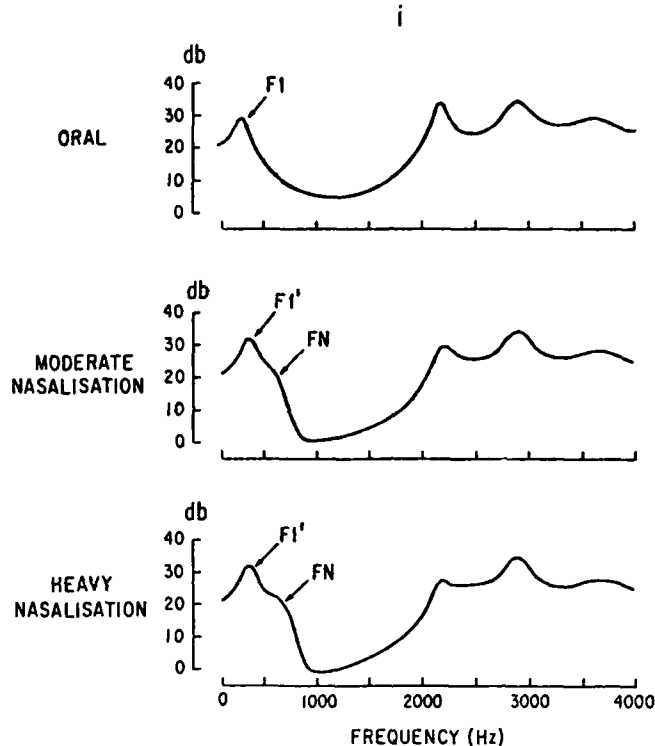 i
db
40
30
20
10
0
F1
ORAL
db
40
30
20
10
0
F1'
FN
MODERATE
NASALISATION
db
40
30
20
10
0
F1'
FN
HEAVY
NASALISATION
0 1000 2000 3000 4000
FREQUENCY (Hz)